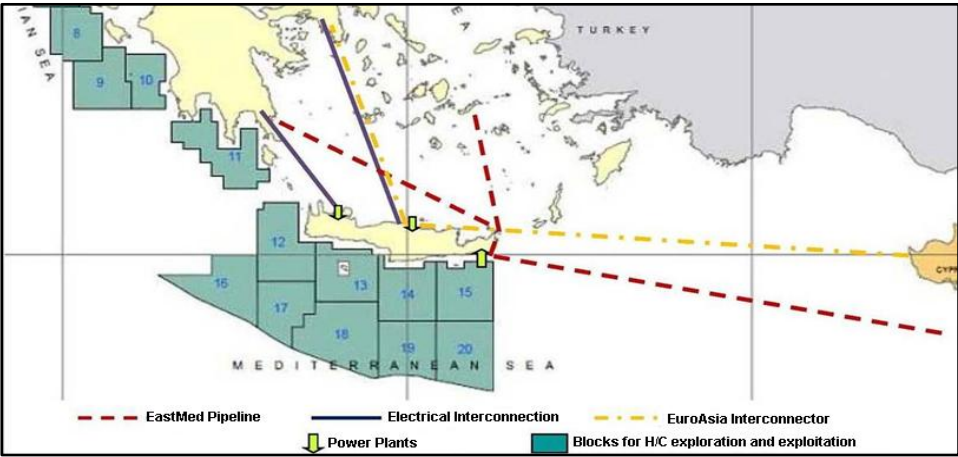 IAN SEA
SEA
TURKEY
8
9
10
11
12
13
14
15
16
17
18
19
20
CYPR
MEDITERRANEAN SEA
EastMed Pipeline
Electrical Interconnection
EuroAsia Interconnector
Power Plants
Blocks for H/C exploration and exploitation